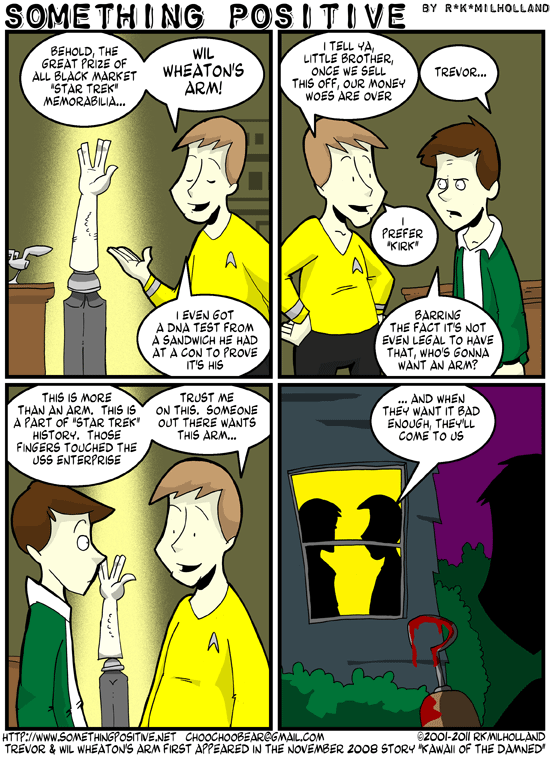 SOMETHING POSITIVE BY R*K*MILHOLLAND
BEHOLD, THE
GREAT PRIZE OF
ALL BLACK MARKET
"STAR TREK"
MEMORABILIA...
WIL
WHEATON'S
ARM!
I EVEN GOT
A DNA TEST FROM
A SANDWICH HE HAD
AT A CON TO PROVE
IT'S HIS
I TELL YA,
LITTLE BROTHER,
ONCE WE SELL
THIS OFF, OUR MONEY
WOES ARE OVER
TREVOR...
I
PREFER
"KIRK"
BARRING
THE FACT IT'S NOT
EVEN LEGAL TO HAVE
THAT, WHO'S GONNA
WANT AN ARM?
THIS IS MORE
THAN AN ARM. THIS IS
A PART OF "STAR TREK"
HISTORY. THOSE
FINGERS TOUCHED THE
USS ENTERPRISE
TRUST ME
ON THIS. SOMEONE
OUT THERE WANTS
THIS ARM...
... AND WHEN
THEY WANT IT BAD
ENOUGH, THEY'LL
COME TO US
HTTP://WWW.SOMETHINGPOSITIVE.NET CHOOCHOOBEAR@GMAIL.COM ©2001-2011 RKMILHOLLAND
TREVOR & WIL WHEATON'S ARM FIRST APPEARED IN THE NOVEMBER 2008 STORY "KAWAII OF THE DAMNED"